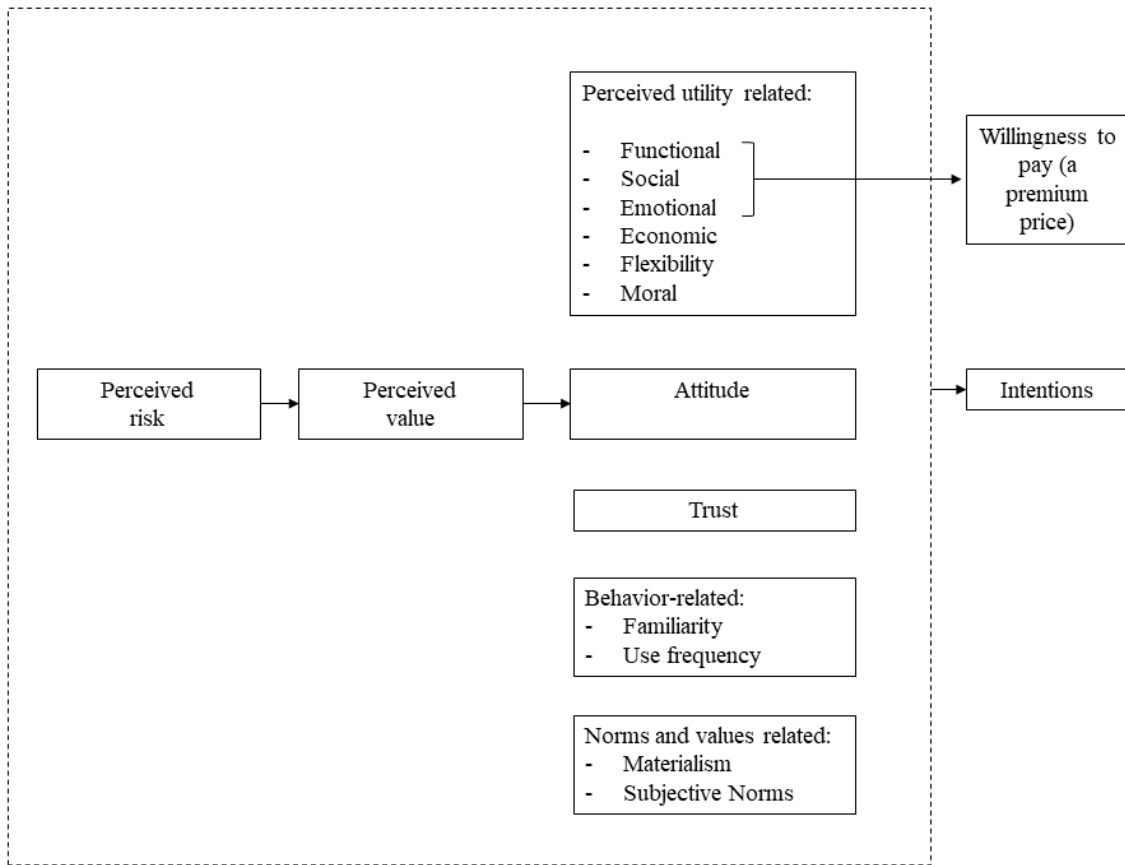 Perceived utility related:
- Functional
- Social
- Emotional
- Economic
- Flexibility
- Moral
Willingness to
pay (a
premium
price)
Perceived
risk
Perceived
value
Attitude
Intentions
Trust
Behavior-related:
- Familiarity
- Use frequency
Norms and values related:
- Materialism
- Subjective Norms